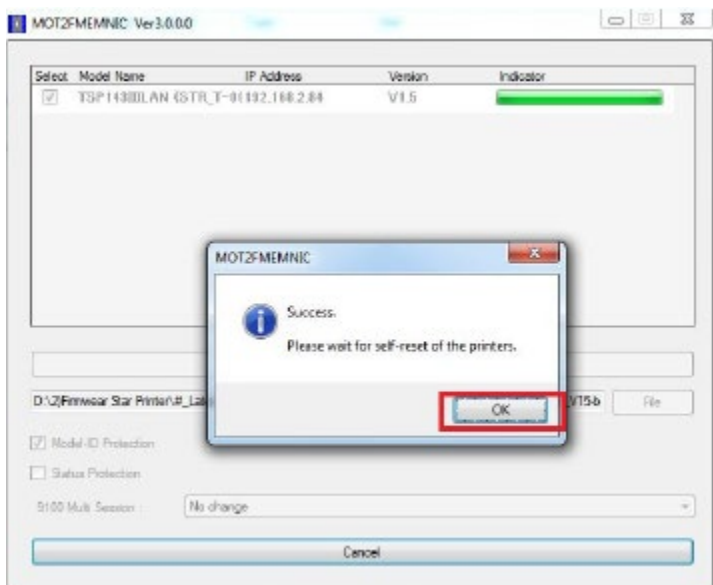 MOT2FMEMNIC Ver3.0.0.0
Select Model Name IP Address Version Indicator
TSP143IIILAN (STR_T-0( 192.168.2.84 V1.5
MOT2FMEMNIC
Success.
Please wait for self-reset of the printers.
OK
D:\2)Firmwear Star Printer\#_Lat _V15-b File
Model-ID Protection
Status Protection
9100 Multi Session : No change
Cancel